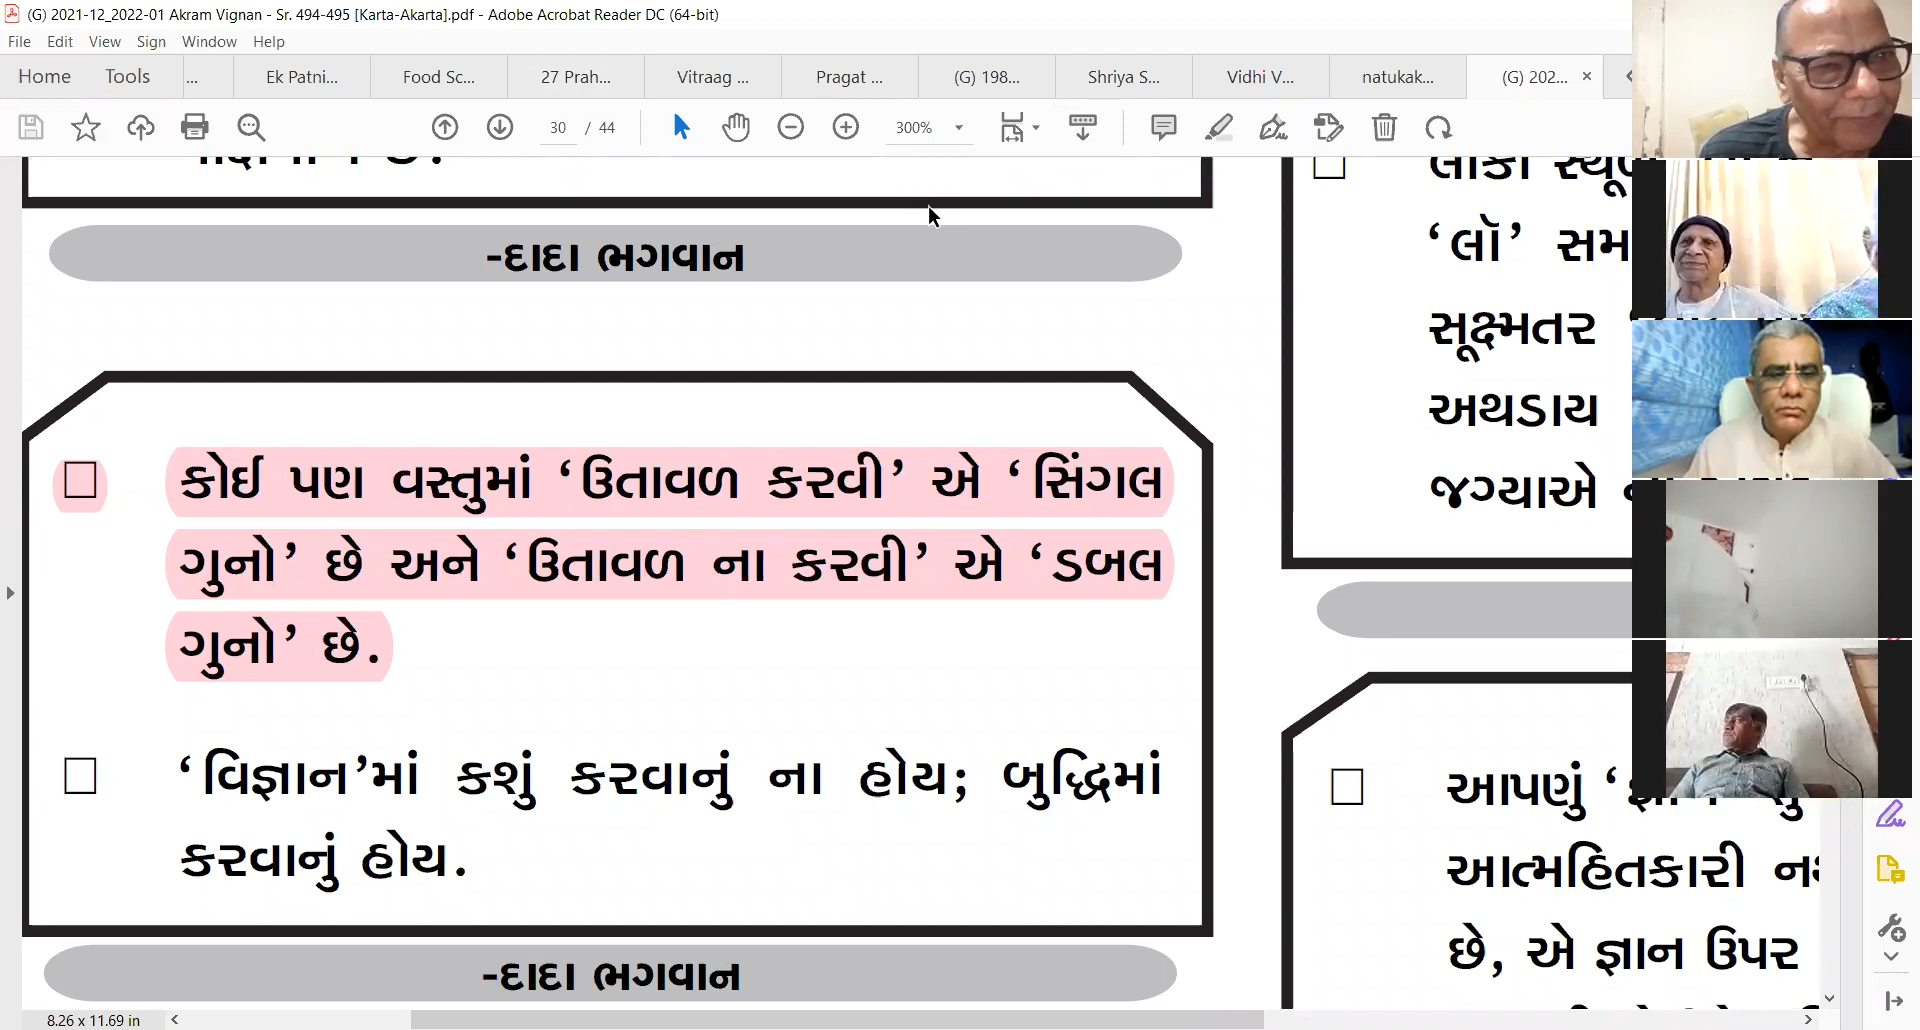 (G) 2021-12_2022-01 Akram Vignan - Sr. 494-495 [Karta-Akarta].pdf - Adobe Acrobat Reader DC (64-bit)
File Edit View Sign Window Help
Home Tools ... Ek Patni... Food Sc... 27 Prah... Vitraag ... Pragat ... (G) 198... Shriya S... Vidhi V... natukak... (G) 202...
30 / 44 300%
-દાદા ભગવાન
કોઈ પણ વસ્તુમાં ‘ઉતાવળ કરવી’ એ ‘સિંગલ
ગુનો’ છે અને ‘ઉતાવળ ના કરવી’ એ ‘ડબલ
ગુનો’ છે.
‘વિજ્ઞાન’માં કશું કરવાનું ના હોય; બુદ્ધિમાં
કરવાનું હોય.
-દાદા ભગવાન
‘લૉ’ સમ
સૂક્ષ્મતર
અથડાય
જગ્યાએ
આપણું
આત્મહિતકારી
છે, એ જ્ઞાન ઉપર
8.26 x 11.69 in